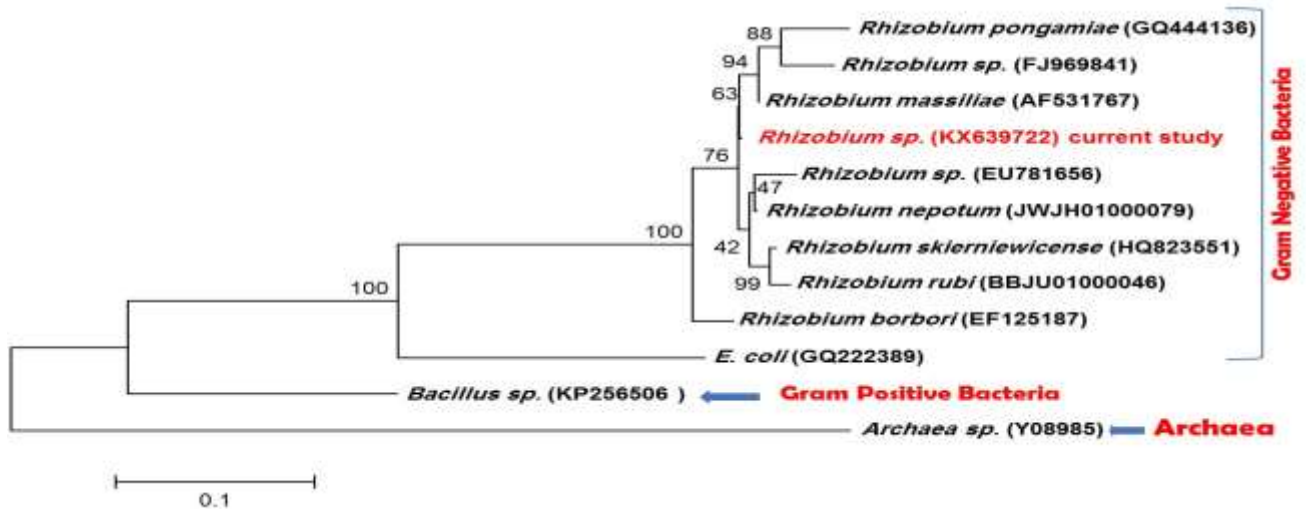 88
Rhizobium pongamiae (GQ444136)
94
Rhizobium sp. (FJ969841)
63
Rhizobium massiliae (AF531767)
Rhizobium sp. (KX639722) current study
76
Rhizobium sp. (EU781656)
47
Rhizobium nepotum (JWJH01000079)
100
42
Rhizobium skierniewicense (HQ823551)
99
Rhizobium rubi (BBJU01000046)
100
Rhizobium borbori (EF125187)
E. coli (GQ222389)
Gram Negative Bacteria
Bacillus sp. (KP256506 )
Gram Positive Bacteria
Archaea sp. (Y08985)
Archaea
0.1